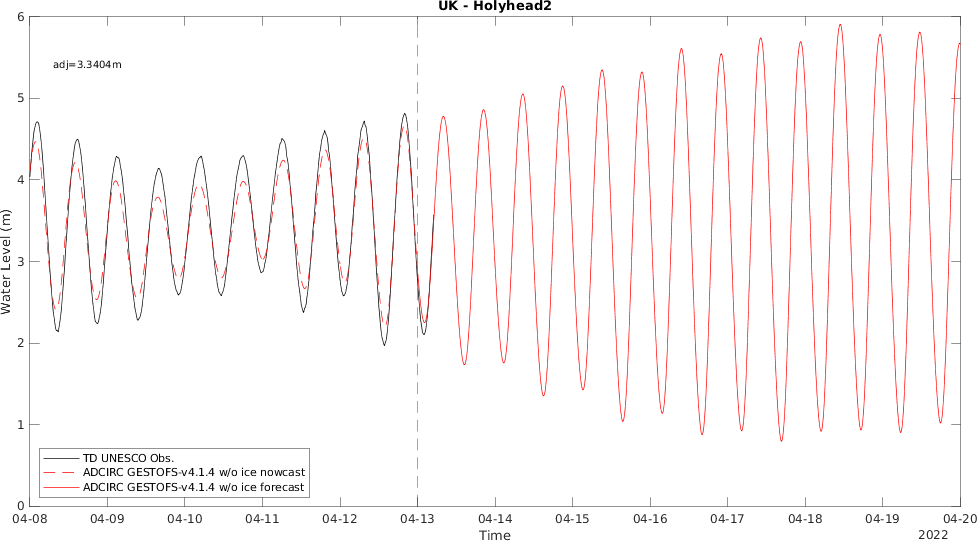 UK - Holyhead2
adj=3.3404m
6
5
4
3
2
1
0
Water Level (m)
TD UNESCO Obs.
ADCIRC GESTOFS-v4.1.4 w/o ice nowcast
ADCIRC GESTOFS-v4.1.4 w/o ice forecast
04-08 04-09 04-10 04-11 04-12 04-13 04-14 04-15 04-16 04-17 04-18 04-19 04-20
Time
2022